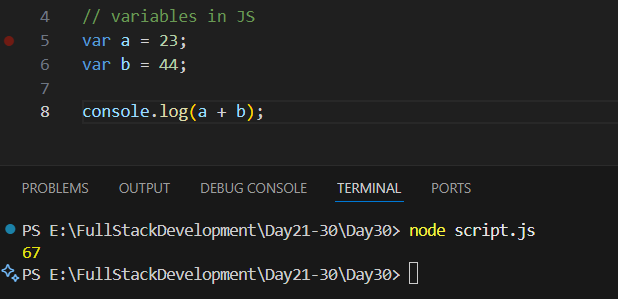 4 // variables in JS
5 var a = 23;
6 var b = 44;
7
8 console.log(a + b);
PROBLEMS OUTPUT DEBUG CONSOLE TERMINAL PORTS
PS E:\FullStackDevelopment\Day21-30\Day30> node script.js
67
PS E:\FullStackDevelopment\Day21-30\Day30>